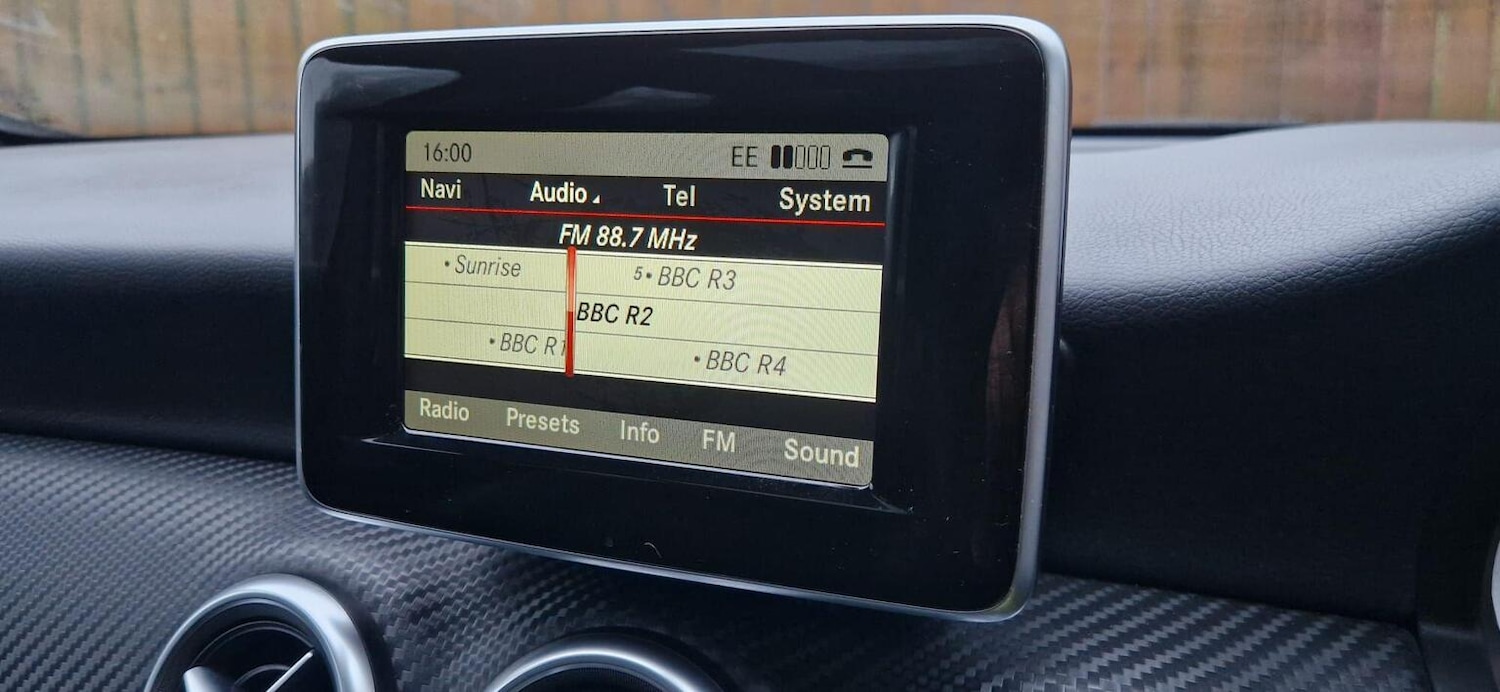 16:00 EE
Navi Audio Tel System
FM 88.7 MHz
• Sunrise 5• BBC R3
BBC R2
• BBC R1 • BBC R4
Radio Presets Info FM Sound